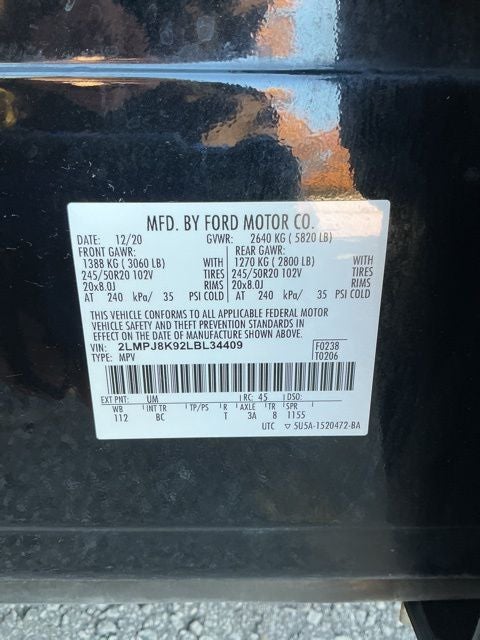 MFD. BY FORD MOTOR CO.
DATE: 12/20 GVWR: 2640 KG ( 5820 LB)
FRONT GAWR: REAR GAWR:
1388 KG ( 3060 LB) WITH 1270 KG ( 2800 LB) WITH
245/50R20 102V TIRES 245/50R20 102V TIRES
20x8.0J RIMS 20x8.0J RIMS
AT 240 kPa/ 35 PSI COLD AT 240 kPa/ 35 PSI COLD
THIS VEHICLE CONFORMS TO ALL APPLICABLE FEDERAL MOTOR
VEHICLE SAFETY AND THEFT PREVENTION STANDARDS IN
EFFECT ON THE DATE OF MANUFACTURE SHOWN ABOVE.
VIN: 2LMPJ8K92LBL34409 F0238
TYPE: MPV T0206
EXT PNT: UM RC: 45 DSO:
WB INT TR TP/PS R AXLE TR SPR
112 BC T 3A 8 1155
UTC ▽ 5U5A-1520472-BA